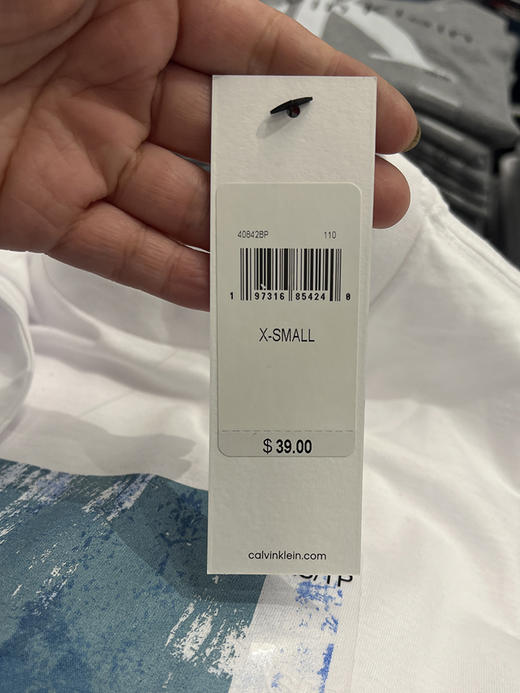 40842BP 110
1 97316 85424 8
X-SMALL
$ 39.00
calvinklein.com